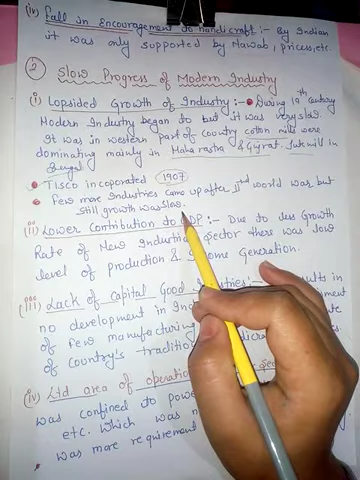 (iv) Fall in Encouragement to handicraft :- By Indian
it was only supported by Nawab, prices, etc.
② Slow Progress of Modern Industry
(i) Lopsided Growth of Industry :- During 19th Century
Modern Industry began to but it was very slow.
It was in western part of country cotton mill were
dominating mainly in Maharastra & Gujrat. Jute mill in
Bengal
TISCO incoporated 1907
Few more Industries came up after IInd world war but
still growth was slow.
(ii) Lower Contribution to GDP :- Due to less Growth
Rate of New Industrial Sector there was low
level of production & Income Generation.
(iii) Lack of Capital Good :- results in
no development in
of few manufacturing
of country's traditional
(iv) Ltd area of operation
was confined to
etc. Which was
was more requirement